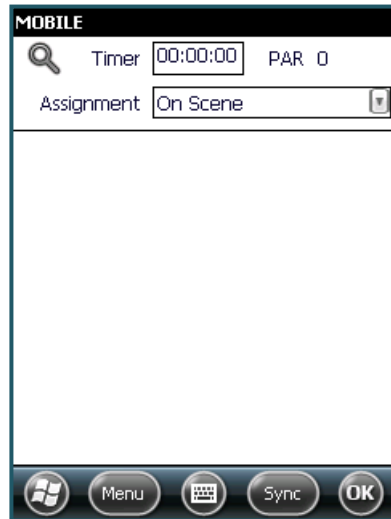 MOBILE
Timer 00:00:00 PAR 0
Assignment On Scene
Menu Sync OK